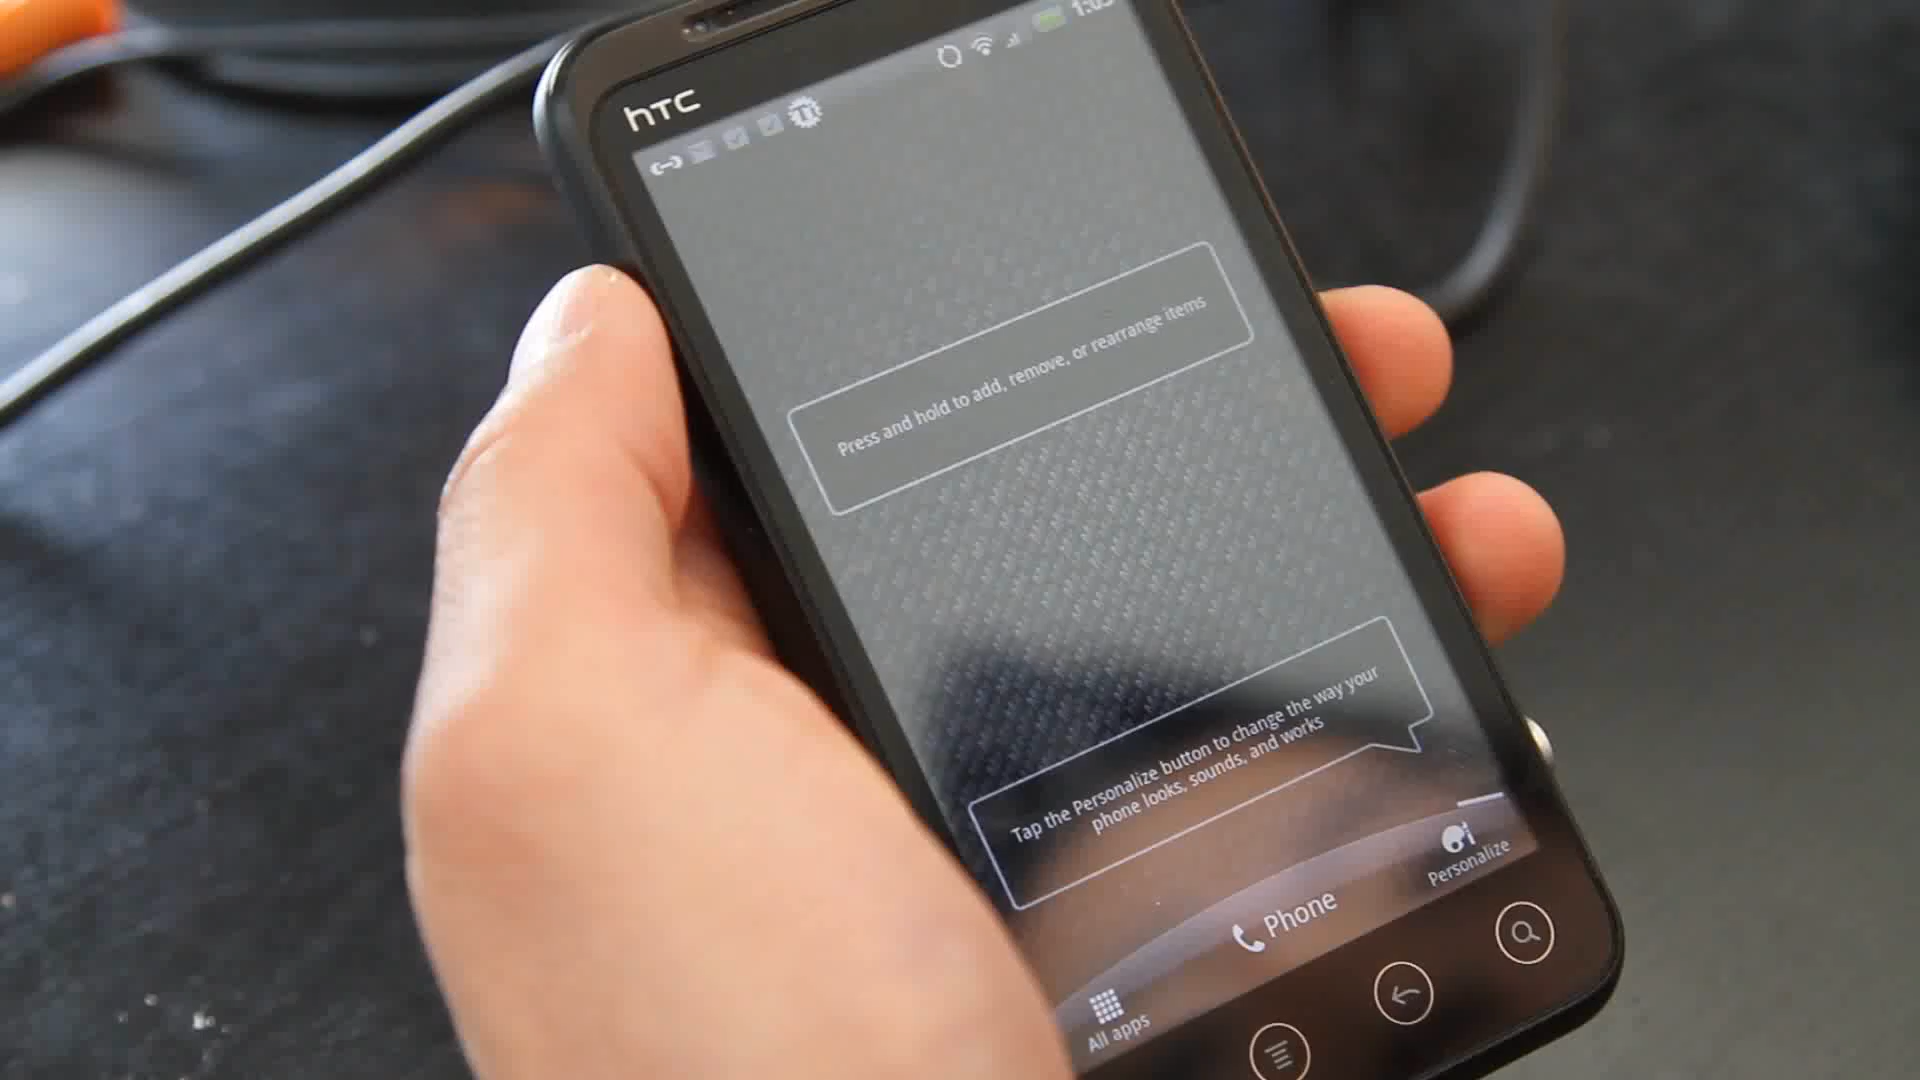 hTC
Press and hold to add, remove, or rearrange items
Tap the Personalize button to change the way your
phone looks, sounds, and works
Personalize
Phone
All apps